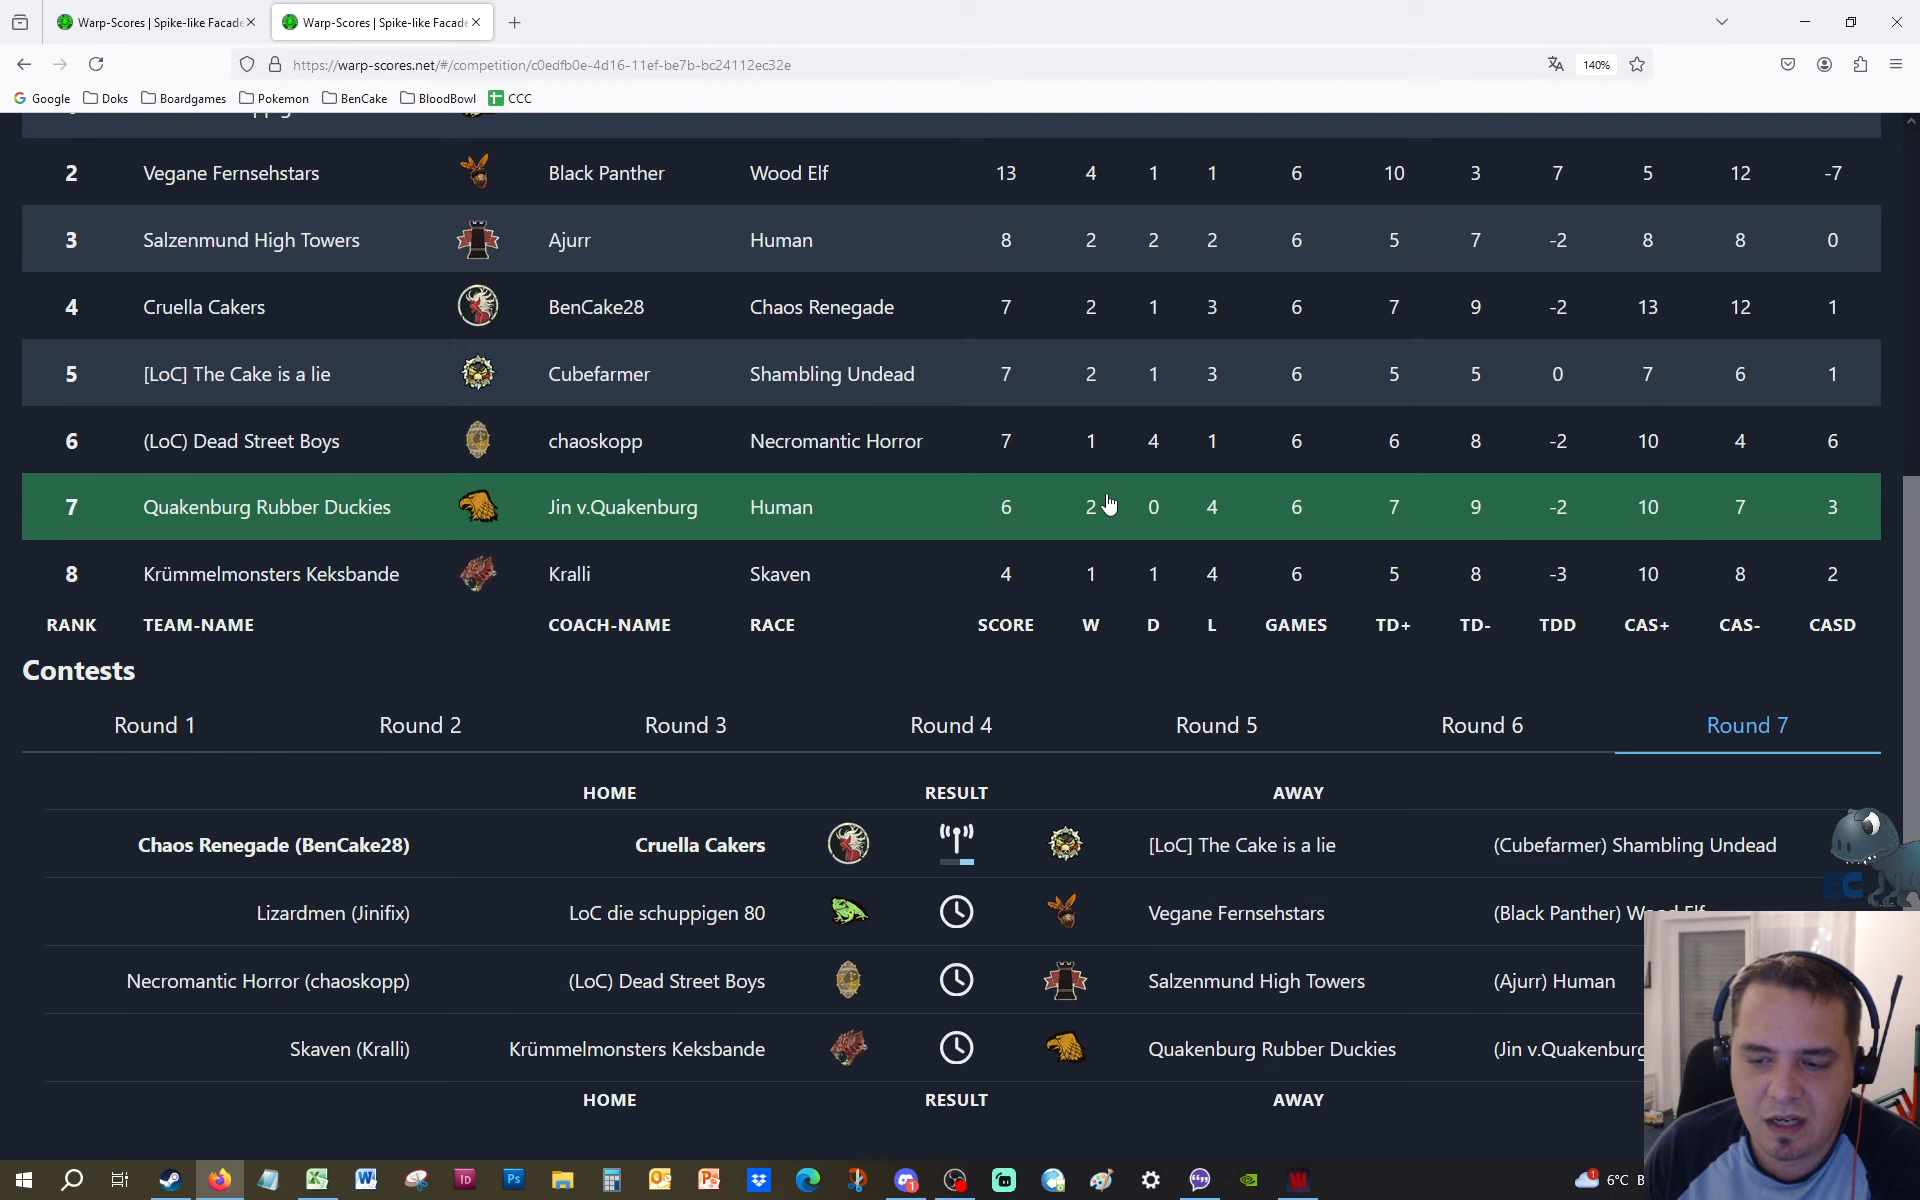 Warp-Scores | Spike-like Facade
Warp-Scores | Spike-like Facade
https://warp-scores.net/#/competition/c0edfb0e-4d16-11ef-be7b-bc24112ec32e
140%
Google Doks Boardgames Pokemon BenCake BloodBowl CCC
2 Vegane Fernsehstars Black Panther Wood Elf 13 4 1 1 6 10 3 7 5 12 -7
3 Salzenmund High Towers Ajurr Human 8 2 2 2 6 5 7 -2 8 8 0
4 Cruella Cakers BenCake28 Chaos Renegade 7 2 1 3 6 7 9 -2 13 12 1
5 [LoC] The Cake is a lie Cubefarmer Shambling Undead 7 2 1 3 6 5 5 0 7 6 1
6 (LoC) Dead Street Boys chaoskopp Necromantic Horror 7 1 4 1 6 6 8 -2 10 4 6
7 Quakenburg Rubber Duckies Jin v.Quakenburg Human 6 2 0 4 6 7 9 -2 10 7 3
8 Krümmelmonsters Keksbande Kralli Skaven 4 1 1 4 6 5 8 -3 10 8 2
RANK TEAM-NAME COACH-NAME RACE SCORE W D L GAMES TD+ TD- TDD CAS+ CAS- CASD
Contests
Round 1 Round 2 Round 3 Round 4 Round 5 Round 6 Round 7
HOME RESULT AWAY
Chaos Renegade (BenCake28) Cruella Cakers [LoC] The Cake is a lie (Cubefarmer) Shambling Undead
EC
Lizardmen (Jinifix) LoC die schuppigen 80 Vegane Fernsehstars (Black Panther) Wood Elf
Necromantic Horror (chaoskopp) (LoC) Dead Street Boys Salzenmund High Towers (Ajurr) Human
Skaven (Kralli) Krümmelmonsters Keksbande Quakenburg Rubber Duckies (Jin v.Quakenburg
HOME RESULT AWAY
6°C B